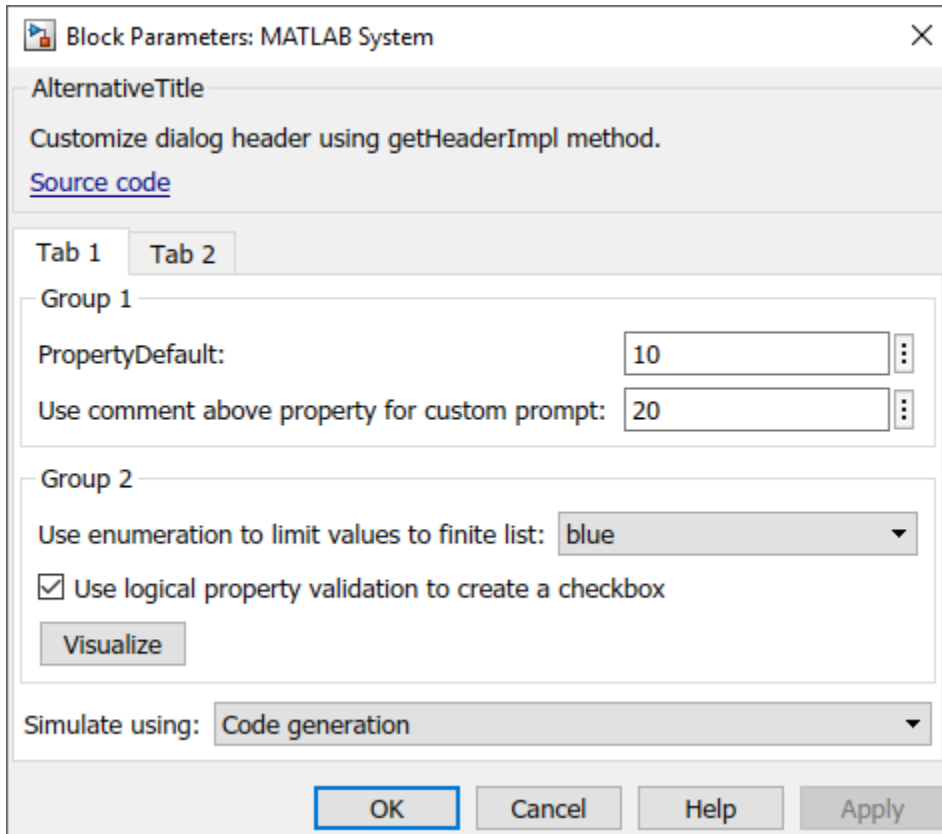 Block Parameters: MATLAB System
AlternativeTitle
Customize dialog header using getHeaderImpl method.
Source code
Tab 1 Tab 2
Group 1
PropertyDefault: 10
Use comment above property for custom prompt: 20
Group 2
Use enumeration to limit values to finite list: blue
Use logical property validation to create a checkbox
Visualize
Simulate using: Code generation
OK Cancel Help Apply